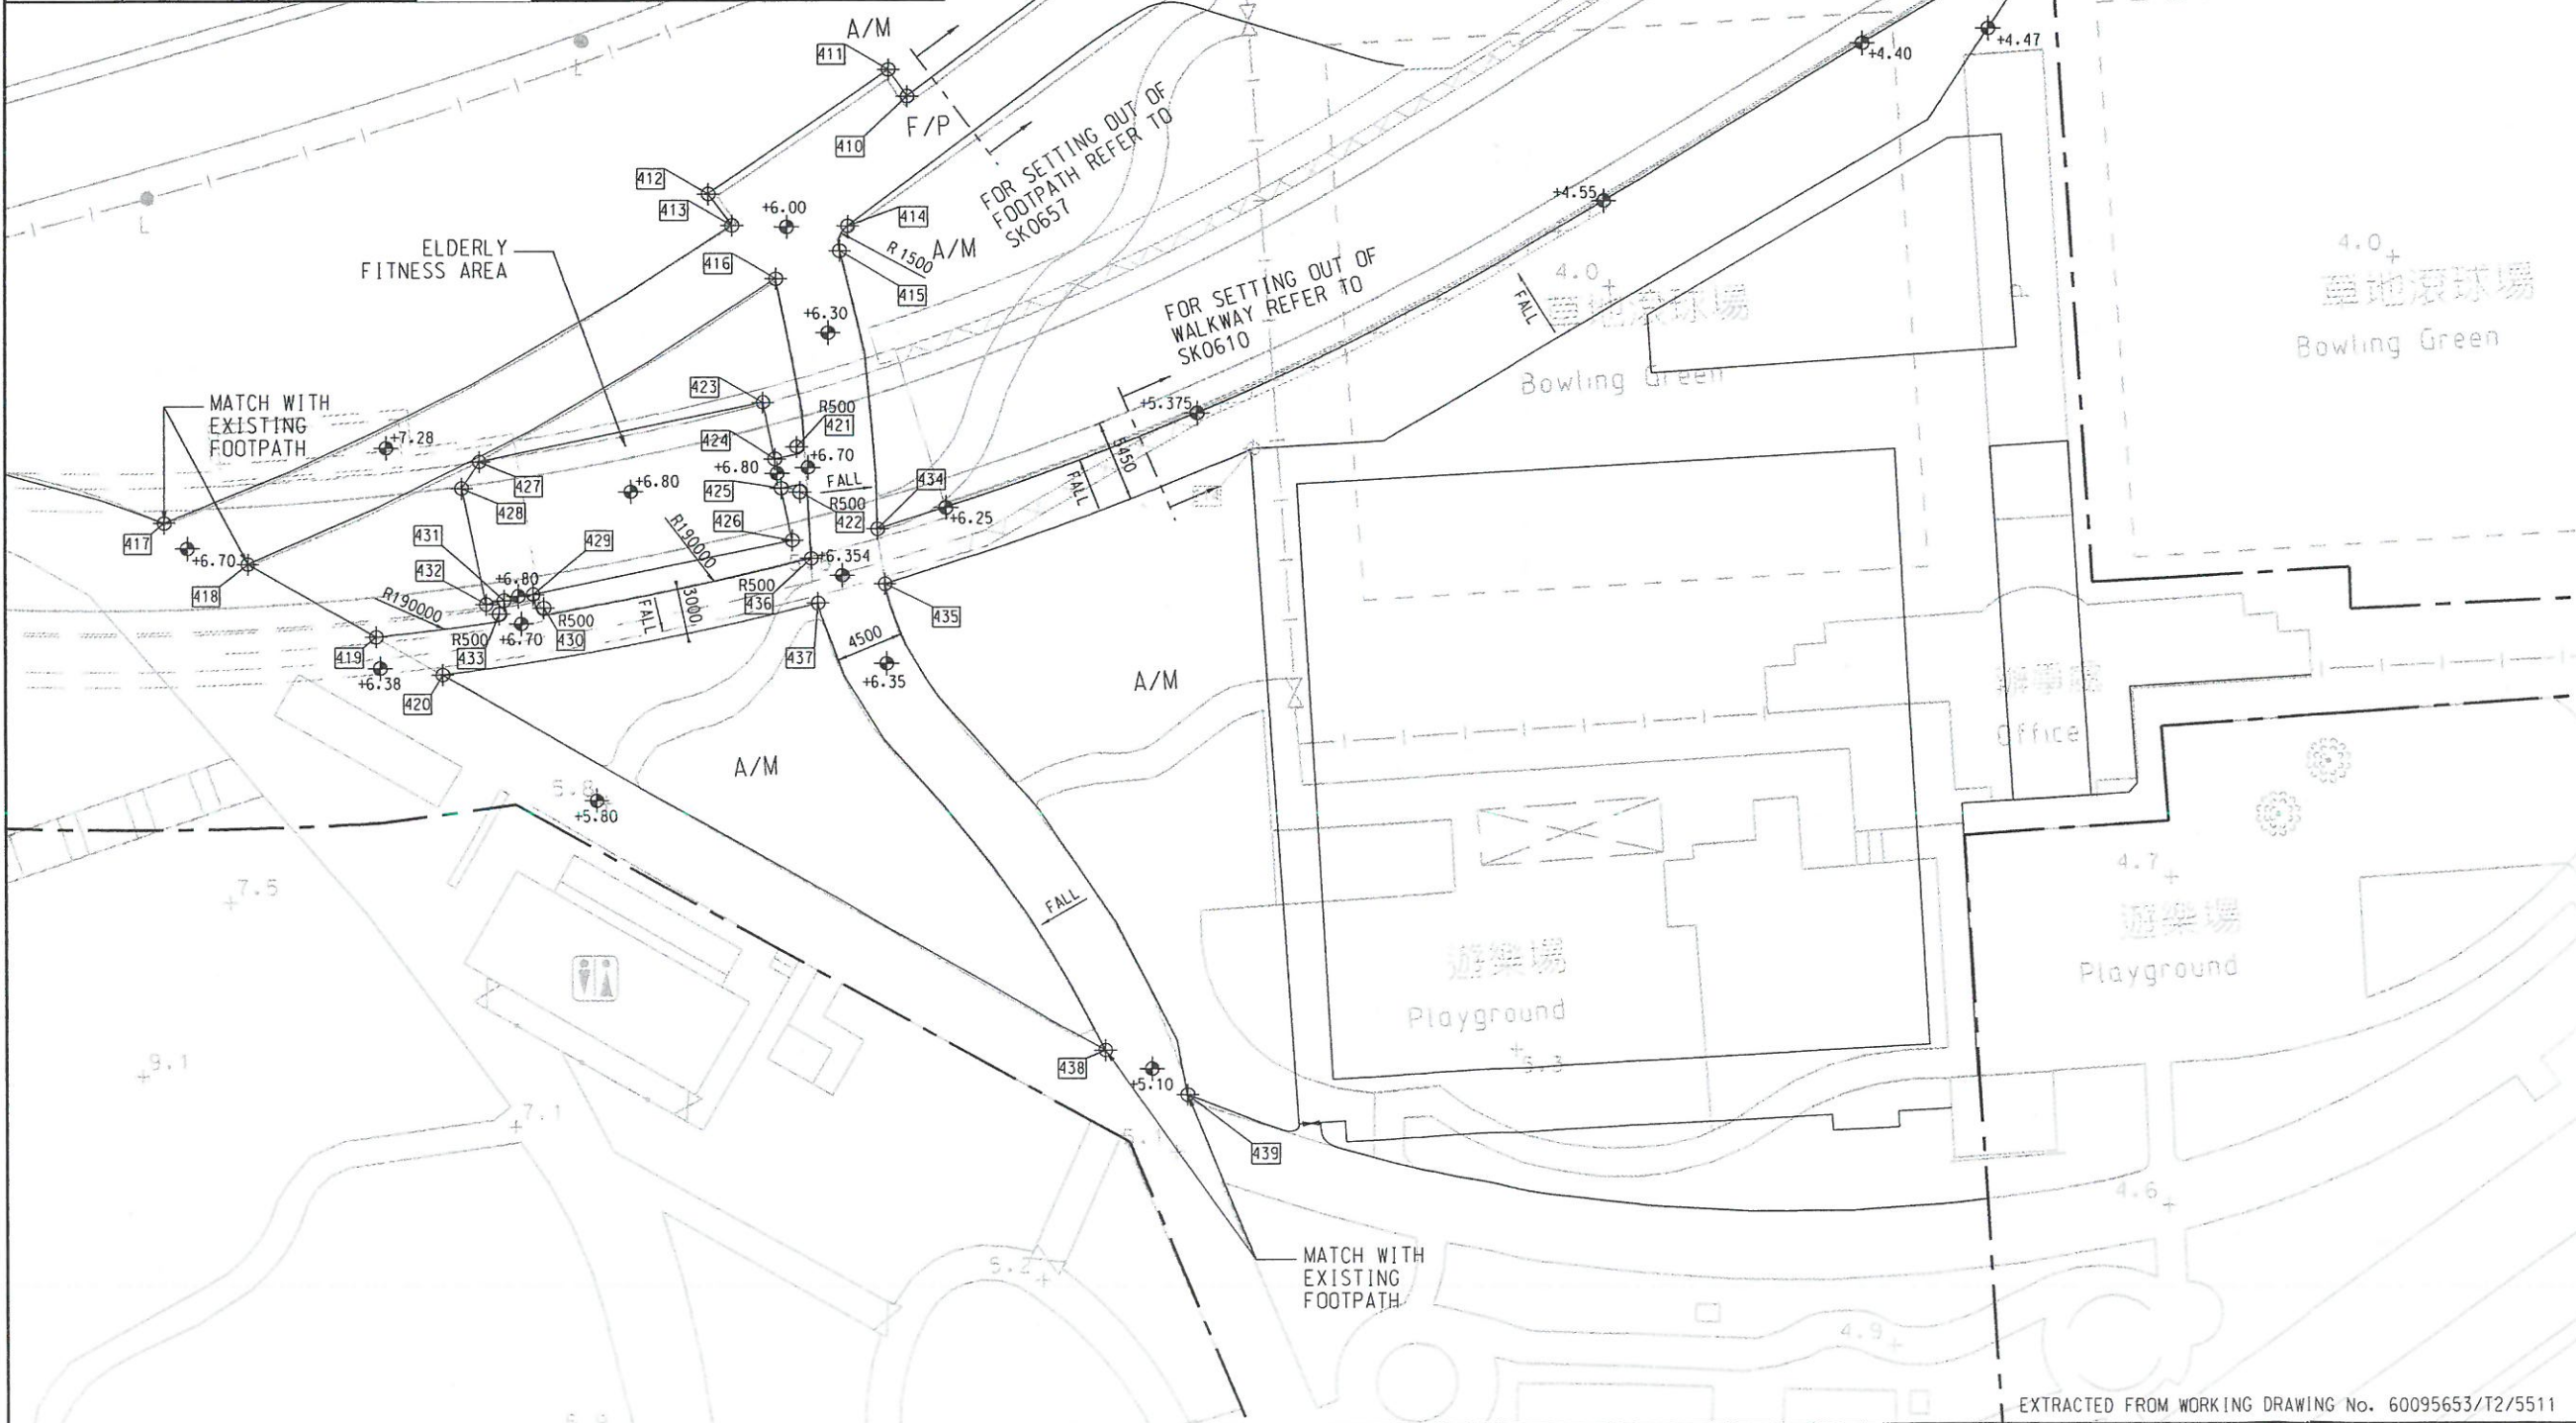 A/M
411
410
F/P
+4.40
+4.47
412
413
+6.00
414
R 1500
A/M
415
416
FOR SETTING OUT OF
FOOTPATH REFER TO
SK0657
ELDERLY
FITNESS AREA
+4.55
4.0
草地滾球場
Bowling Green
4.0
草地滾球場
Bowling Green
FALL
FOR SETTING OUT OF
WALKWAY REFER TO
SK0610
+6.30
MATCH WITH
EXISTING
FOOTPATH
+7.28
423
R500
421
424
+6.80
+6.70
+5.375
5450
FALL
434
427
428
+6.80
425
FALL
R500
422
+6.25
426
R190000
417
+6.70
418
431
432
429
+6.80
+6.354
R500
436
435
R190000
R500
433
+6.70
R500
430
FALL
3000
419
+6.38
420
437
4500
+6.35
A/M
A/M
Office
5.8
+5.80
7.5
FALL
4.7
遊樂場
Playground
遊樂場
Playground
5.3
9.1
7.1
438
+5.10
439
4.6
5.2
MATCH WITH
EXISTING
FOOTPATH
4.9
L
L
EXTRACTED FROM WORKING DRAWING No. 60095653/T2/5511